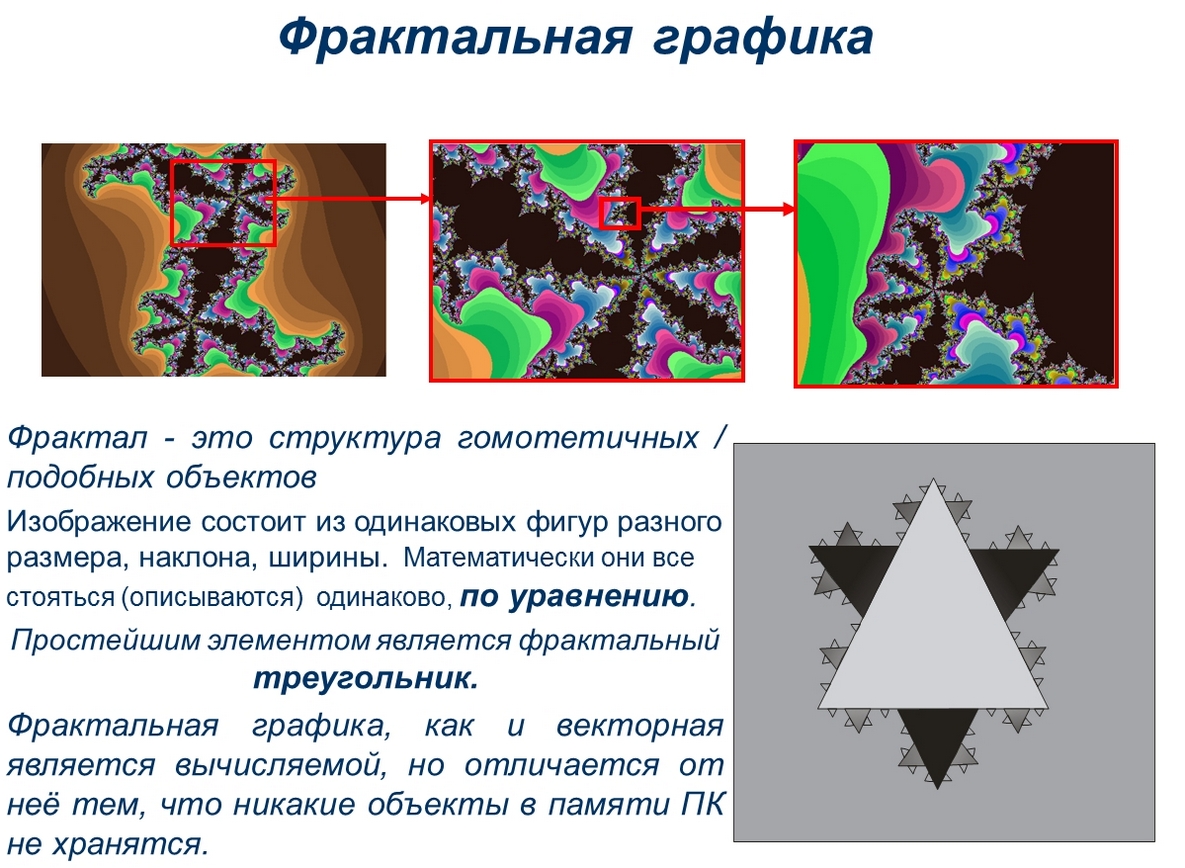 Фрактальная графика
Фрактал - это структура гомотетичных /
подобных объектов
Изображение состоит из одинаковых фигур разного
размера, наклона, ширины. Математически они все
стояться (описываются) одинаково, по уравнению.
Простейшим элементом является фрактальный
треугольник.
Фрактальная графика, как и векторная
является вычисляемой, но отличается от
неё тем, что никакие объекты в памяти ПК
не хранятся.